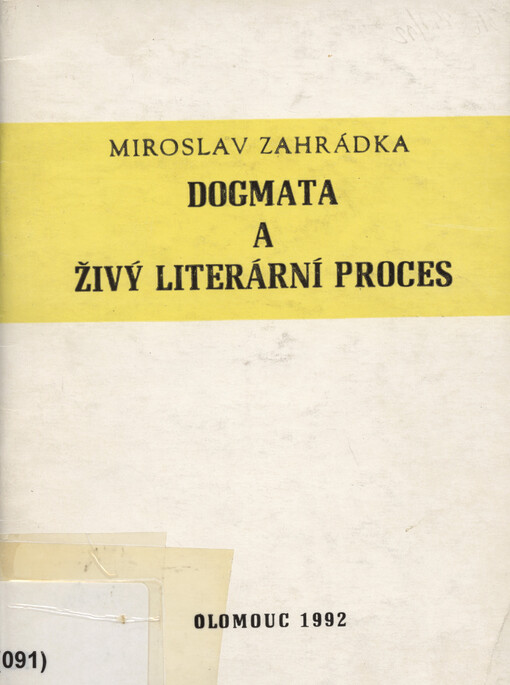 MIROSLAV ZAHRÁDKA
DOGMATA
A
ŽIVÝ LITERÁRNÍ PROCES
OLOMOUC 1992
(091)